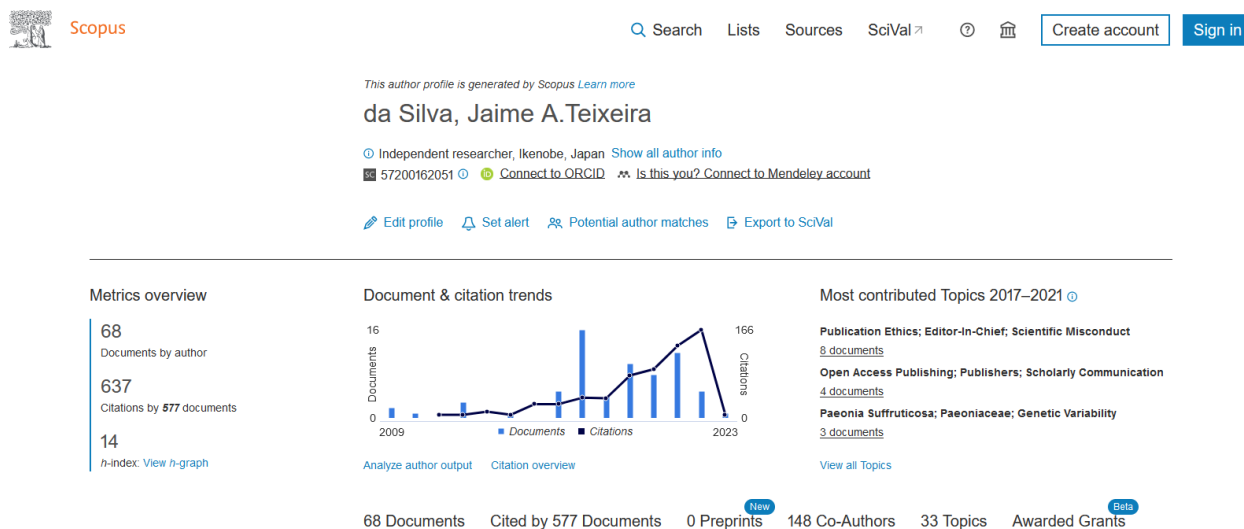 Scopus
Search Lists Sources SciVal Create account Sign in
This author profile is generated by Scopus Learn more
da Silva, Jaime A.Teixeira
Independent researcher, Ikenobe, Japan Show all author info
SC 57200162051 iD Connect to ORCID Is this you? Connect to Mendeley account
Edit profile Set alert Potential author matches Export to SciVal
Metrics overview
68
Documents by author
637
Citations by 577 documents
14
h-index: View h-graph
Document & citation trends
16 166
Documents
Citations
0 0
2009 Documents Citations 2023
Analyze author output Citation overview
Most contributed Topics 2017–2021
Publication Ethics; Editor-In-Chief; Scientific Misconduct
8 documents
Open Access Publishing; Publishers; Scholarly Communication
4 documents
Paeonia Suffruticosa; Paeoniaceae; Genetic Variability
3 documents
View all Topics
New Beta
68 Documents Cited by 577 Documents 0 Preprints 148 Co-Authors 33 Topics Awarded Grants